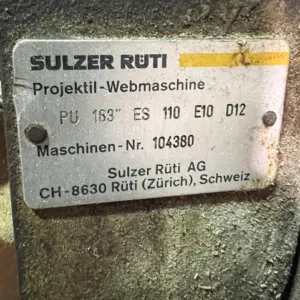 SULZER RÜTI
Projektil-Webmaschine
PU 183" ES 110 E10 D12
Maschinen-Nr. 104380
Sulzer Rüti AG
CH-8630 Rüti (Zürich), Schweiz